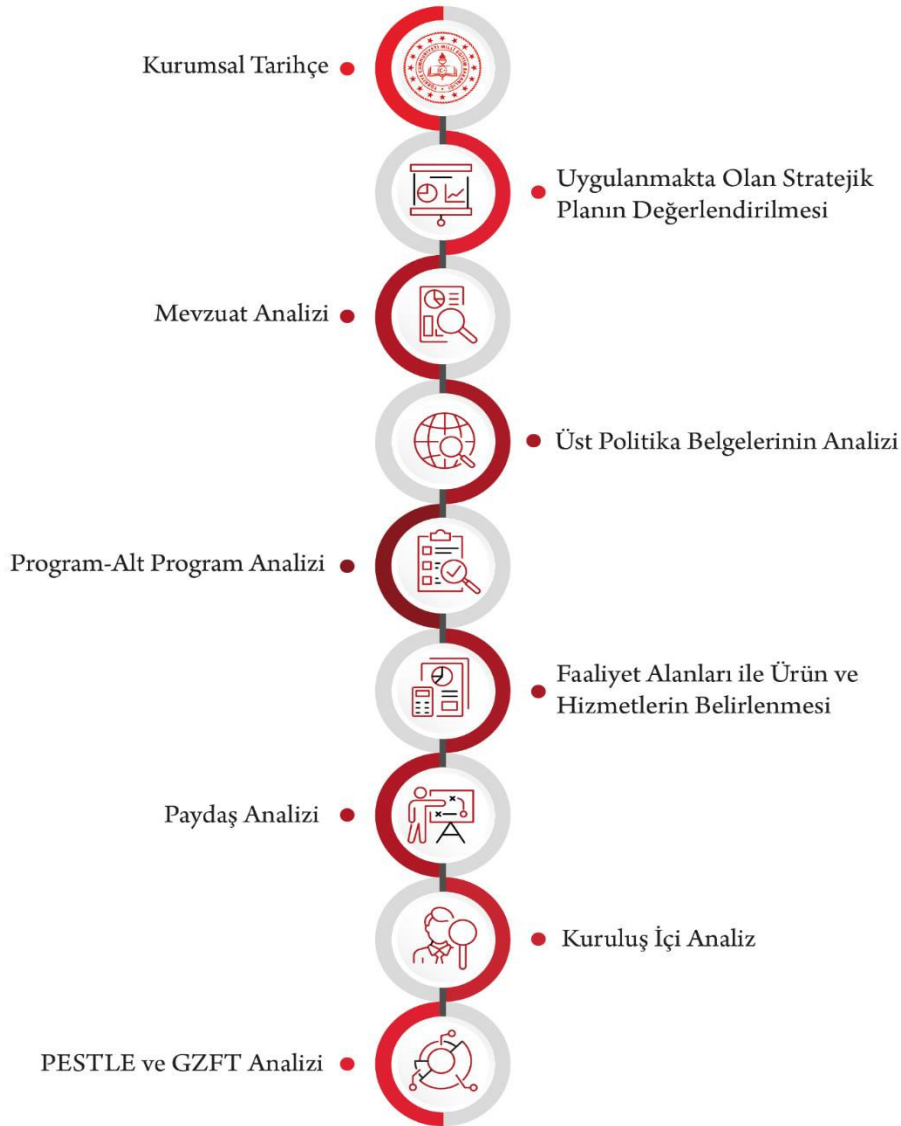 Kurumsal Tarihçe
Uygulanmakta Olan Stratejik
Planın Değerlendirilmesi
Mevzuat Analizi
Üst Politika Belgelerinin Analizi
Program-Alt Program Analizi
Faaliyet Alanları ile Ürün ve
Hizmetlerin Belirlenmesi
Paydaş Analizi
Kuruluş İçi Analiz
PESTLE ve GZFT Analizi